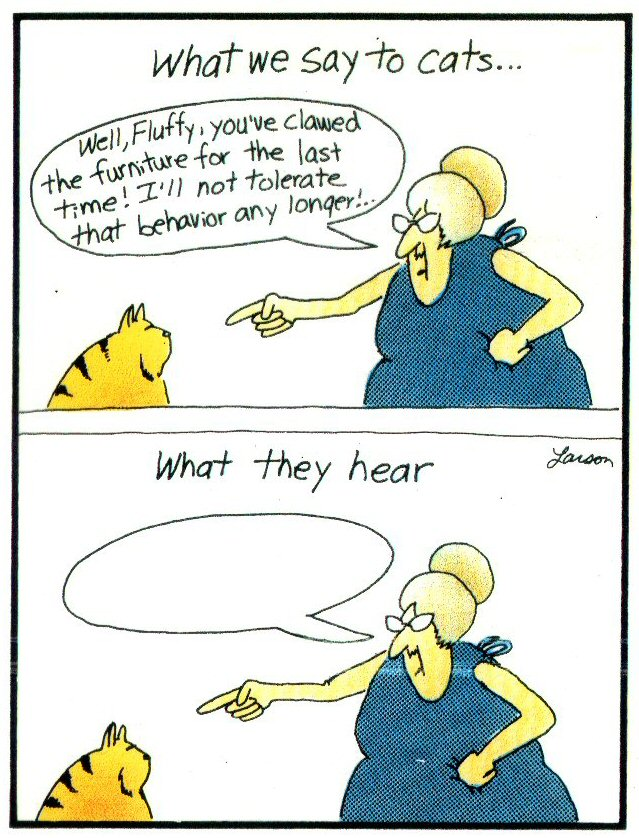 What we say to cats...
Well, Fluffy, you've clawed
the furniture for the last
time! I'll not tolerate
that behavior any longer!..
What they hear
Larson